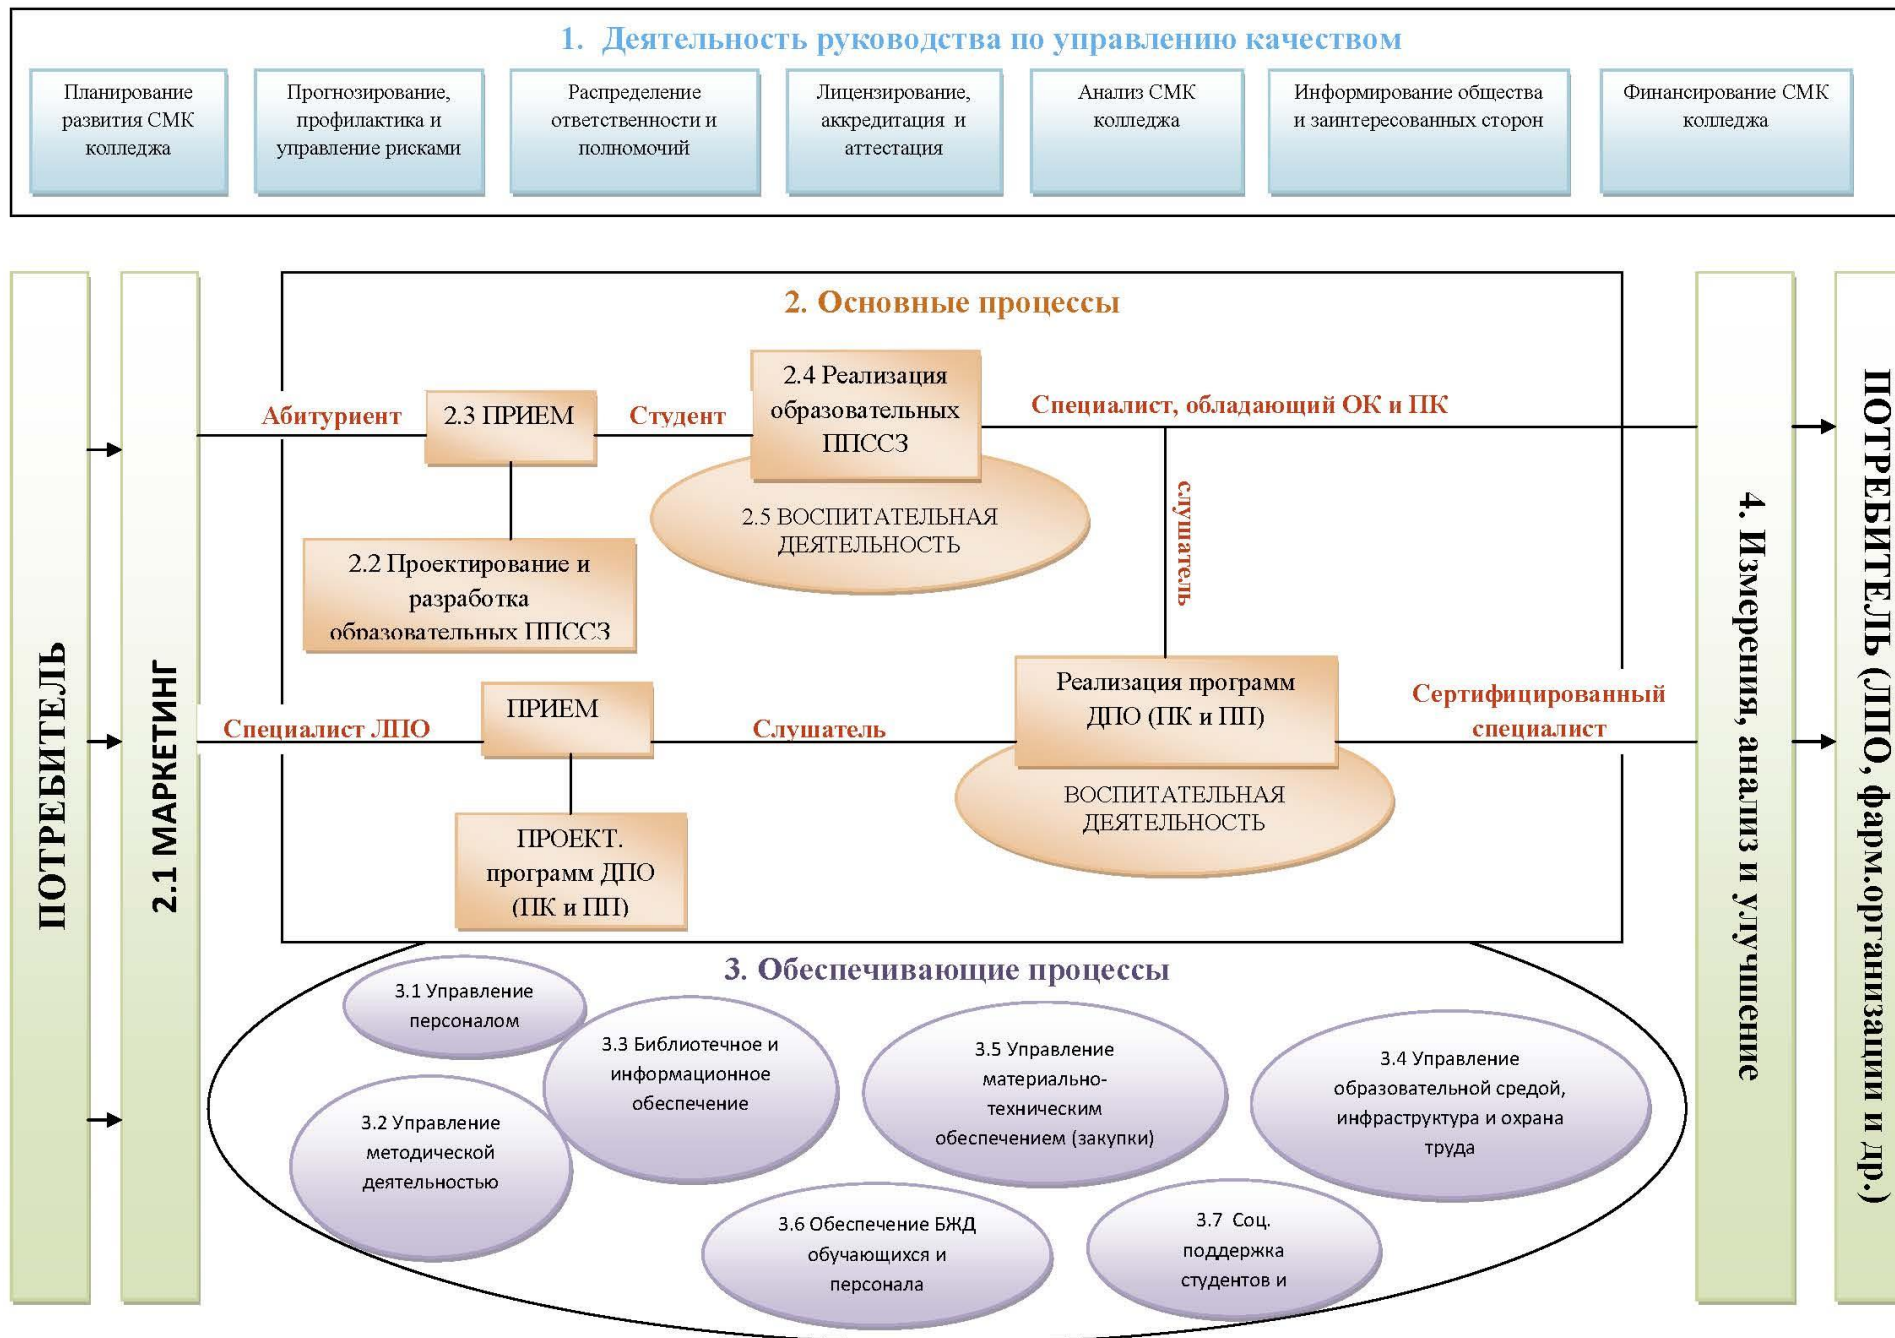 1. Деятельность руководства по управлению качеством
Планирование
развития СМК
колледжа
Прогнозирование,
профилактика и
управление рисками
Распределение
ответственности и
полномочий
Лицензирование,
аккредитация и
аттестация
Анализ СМК
колледжа
Информирование общества
и заинтересованных сторон
Финансирование СМК
колледжа
ПОТРЕБИТЕЛЬ
2.1 МАРКЕТИНГ
2. Основные процессы
Абитуриент
2.3 ПРИЕМ
Студент
2.4 Реализация
образовательных
ППССЗ
Специалист, обладающий ОК и ПК
2.5 ВОСПИТАТЕЛЬНАЯ
ДЕЯТЕЛЬНОСТЬ
слушатель
2.2 Проектирование и
разработка
образовательных ППССЗ
Специалист ЛПО
ПРИЕМ
Слушатель
Реализация программ
ДПО (ПК и ПП)
Сертифицированный
специалист
ВОСПИТАТЕЛЬНАЯ
ДЕЯТЕЛЬНОСТЬ
ПРОЕКТ.
программ ДПО
(ПК и ПП)
3. Обеспечивающие процессы
3.1 Управление
персоналом
3.3 Библиотечное и
информационное
обеспечение
3.5 Управление
материально-
техническим
обеспечением (закупки)
3.4 Управление
образовательной средой,
инфраструктура и охрана
труда
3.2 Управление
методической
деятельностью
3.6 Обеспечение БЖД
обучающихся и
персонала
3.7 Соц.
поддержка
студентов и
4. Измерения, анализ и улучшение
ПОТРЕБИТЕЛЬ (ЛПО, фарм.организации и др.)